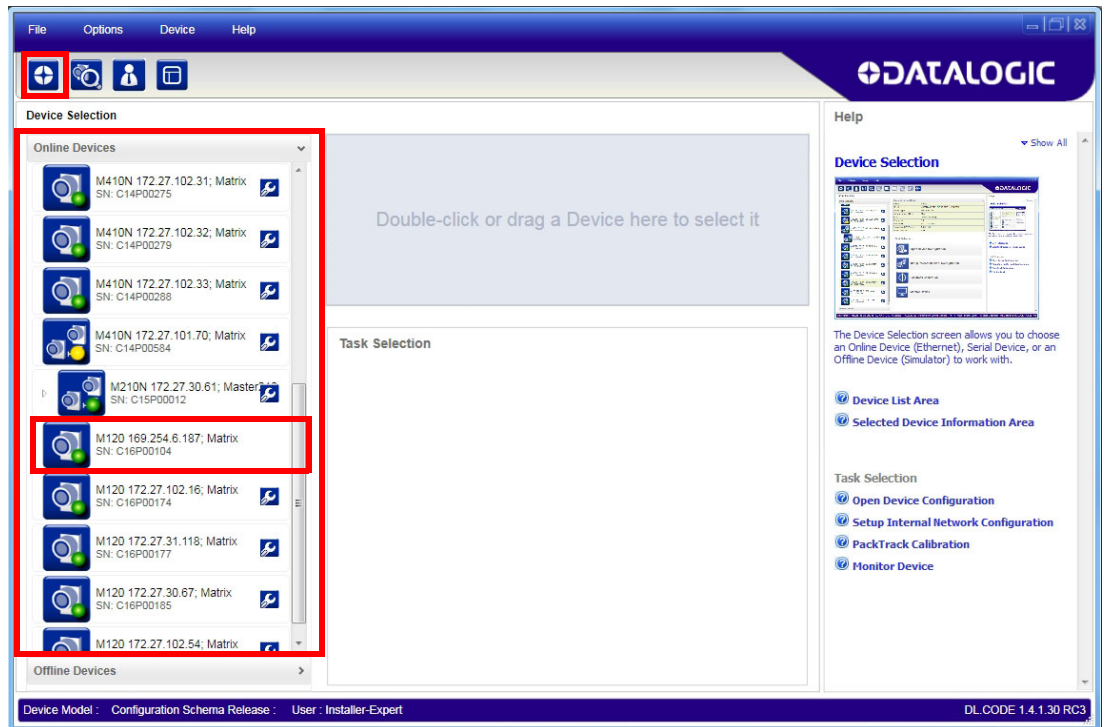 File Options Device Help
DATALOGIC
Device Selection
Online Devices
M410N 172.27.102.31; Matrix
SN: C14P00275
M410N 172.27.102.32; Matrix
SN: C14P00279
M410N 172.27.102.33; Matrix
SN: C14P00288
M410N 172.27.101.70; Matrix
SN: C14P00584
M210N 172.27.30.61;
SN: C15P00012
M120 169.254.6.187; Matrix
SN: C16P00104
M120 172.27.102.16; Matrix
SN: C16P00174
M120 172.27.31.118; Matrix
SN: C16P00177
M120 172.27.30.67; Matrix
SN: C16P00185
M120 172.27.102.54; Matrix
Offline Devices
Double-click or drag a Device here to select it
Task Selection
Help
Show All
Device Selection
The Device Selection screen allows you to choose
an Online Device (Ethernet), Serial Device, or an
Offline Device (Simulator) to work with.
Device List Area
Selected Device Information Area
Task Selection
Open Device Configuration
Setup Internal Network Configuration
PackTrack Calibration
Monitor Device
Device Model : Configuration Schema Release : User : Installer-Expert
DL.CODE 1.4.1.30 RC3